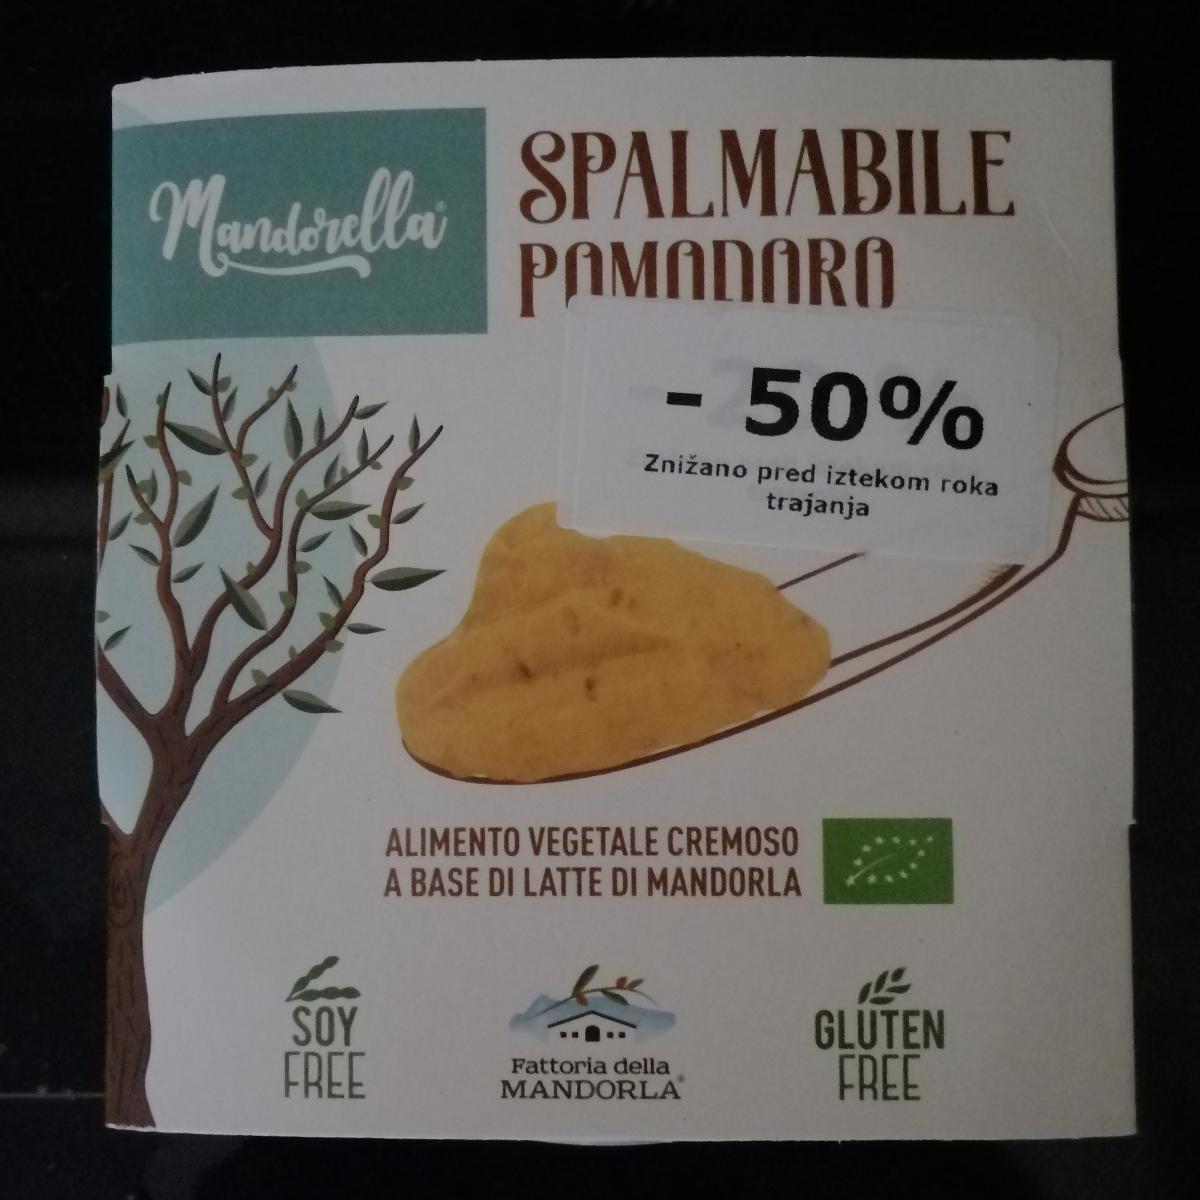 Mandorella®
SPALMABILE
POMODORO
- 50%
Znižano pred iztekom roka
trajanja
ALIMENTO VEGETALE CREMOSO
A BASE DI LATTE DI MANDORLA
SOY
FREE
Fattoria della
MANDORLA®
GLUTEN
FREE